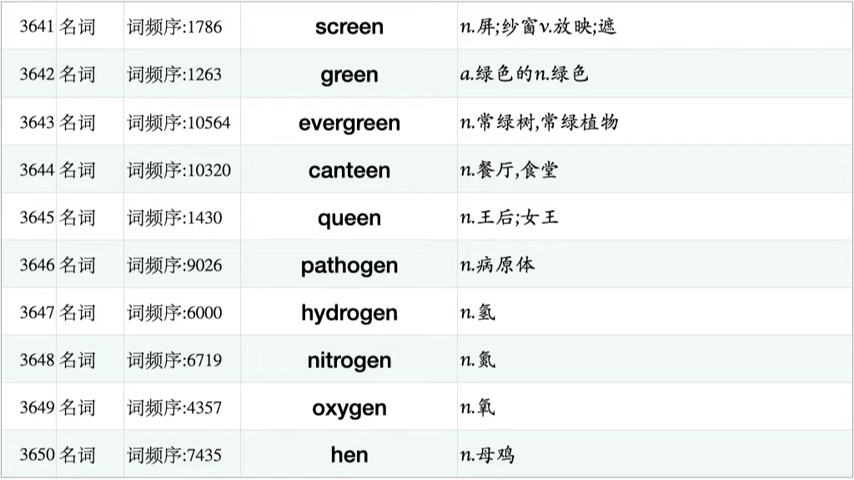 3641 名词 词频序:1786 screen n.屏;纱窗v.放映;遮
3642 名词 词频序:1263 green a.绿色的n.绿色
3643 名词 词频序:10564 evergreen n.常绿树,常绿植物
3644 名词 词频序:10320 canteen n.餐厅,食堂
3645 名词 词频序:1430 queen n.王后;女王
3646 名词 词频序:9026 pathogen n.病原体
3647 名词 词频序:6000 hydrogen n.氢
3648 名词 词频序:6719 nitrogen n.氮
3649 名词 词频序:4357 oxygen n.氧
3650 名词 词频序:7435 hen n.母鸡